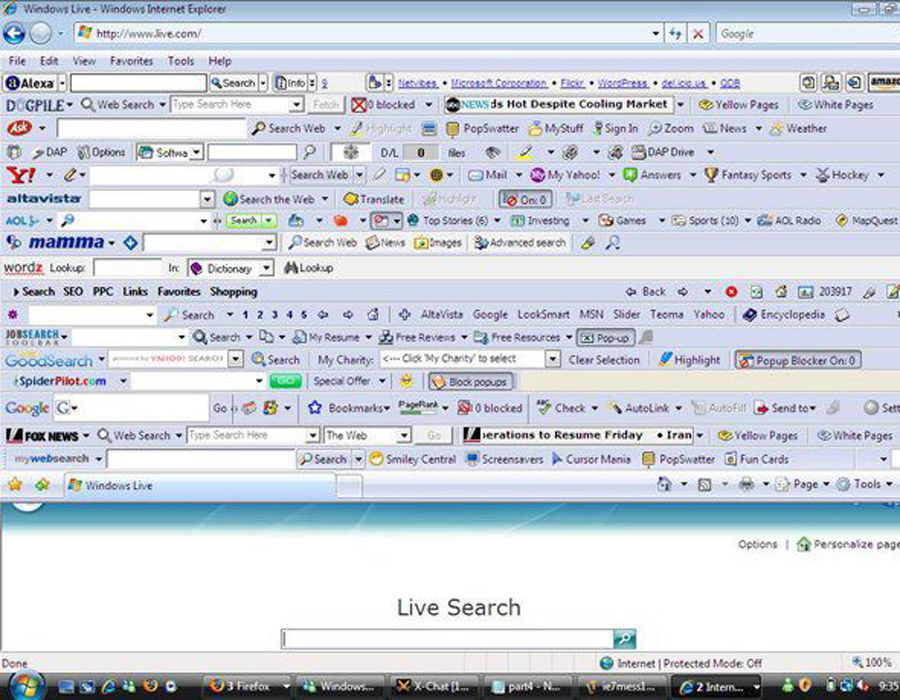 Windows Live - Windows Internet Explorer
http://www.live.com/ Google
File Edit View Favorites Tools Help
Alexa Search Info 9 Netvibes • Microsoft Corporation • Flickr • WordPress • del.icio.us • GDB amazo
DOGPILE Web Search Type Search Here Fetch 0 blocked NEWS ds Hot Despite Cooling Market Yellow Pages White Pages
Ask Search Web Highlight PopSwatter MyStuff Sign In Zoom News Weather
DAP Options Softwa D/L 0 files DAP Drive
Y! Search Web Mail My Yahoo! Answers Fantasy Sports Hockey
altavista Search the Web Translate Highlight On: 0 Last Search
AOL Search Top Stories (6) Investing Games Sports (10) AOL Radio MapQuest
mamma Search Web News Images Advanced search
wordz Lookup: In: Dictionary Lookup
Search SEO PPC Links Favorites Shopping Back 203917
Search 1 2 3 4 5 AltaVista Google LookSmart MSN Slider Teoma Yahoo Encyclopedia
JOBSEARCH TOOLBAR Search My Resume Free Reviews Free Resources Pop-up
GoodSearch powered by YAHOO! SEARCH Search My Charity: <--- Click 'My Charity' to select Clear Selection Highlight Popup Blocker On: 0
SpiderPilot.com GO Special Offer Block popups
Google G Go Bookmarks PageRank 0 blocked Check AutoLink AutoFill Send to Sett
FOX NEWS Web Search Type Search Here The Web Go perations to Resume Friday • Iran Yellow Pages White Pages
mywebsearch Search Smiley Central Screensavers Cursor Mania PopSwatter Fun Cards
Windows Live Page Tools
Options | Personalize page
Live Search
Done Internet | Protected Mode: Off 100%
3 Firefox Windows... X-Chat [1... part4 - N... ie7mess1... 2 Intern... 9:35